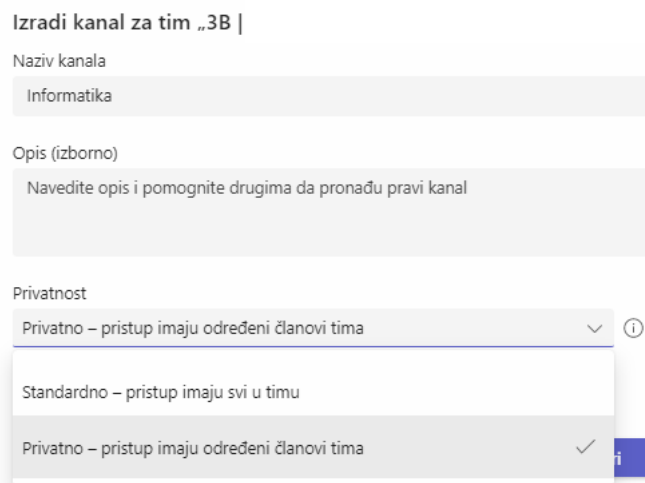 Izradi kanal za tim „3B |
Naziv kanala
Informatika
Opis (izborno)
Navedite opis i pomognite drugima da pronađu pravi kanal
Privatnost
Privatno – pristup imaju određeni članovi tima
Standardno – pristup imaju svi u timu
Privatno – pristup imaju određeni članovi tima